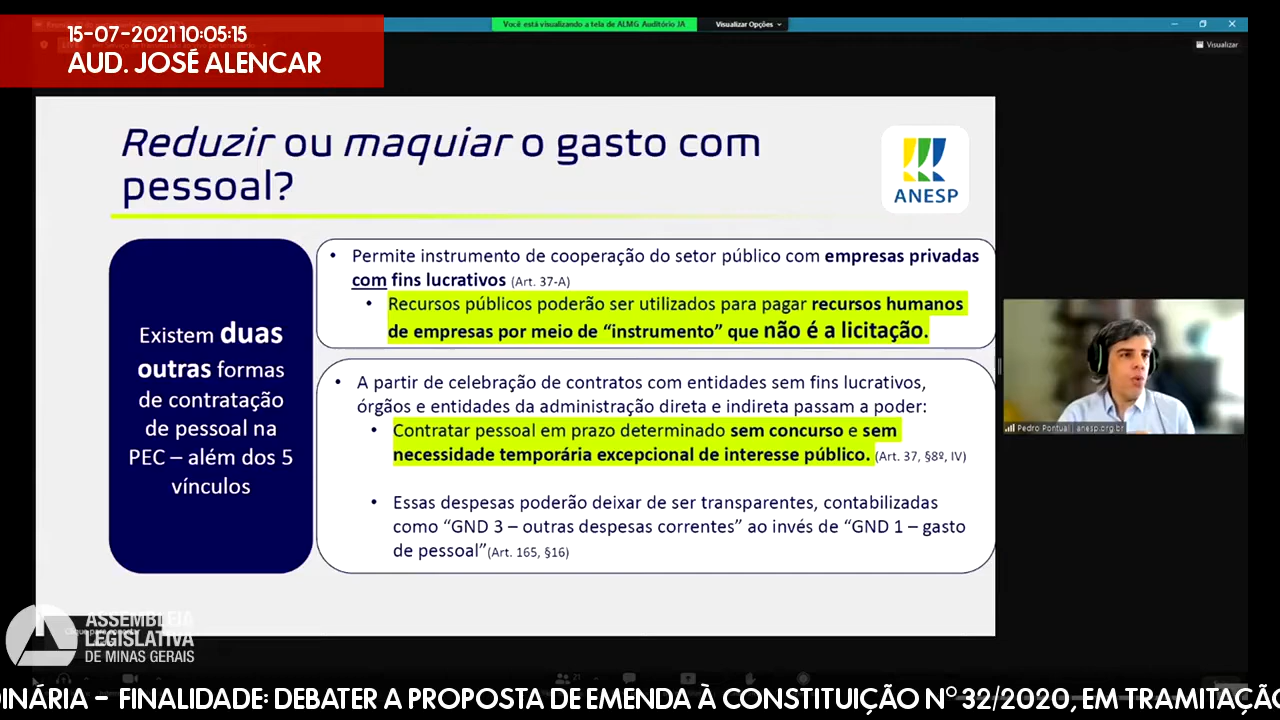 Você está visualizando a tela de ALMG Auditório JA
Visualizar Opções
15-07-2021 10:05:15
AUD. JOSÉ ALENCAR
Visualizar
Reduzir ou maquiar o gasto com
pessoal?
ANESP
Existem duas
outras formas
de contratação
de pessoal na
PEC – além dos 5
vínculos
• Permite instrumento de cooperação do setor público com empresas privadas
com fins lucrativos (Art. 37-A)
• Recursos públicos poderão ser utilizados para pagar recursos humanos
de empresas por meio de “instrumento” que não é a licitação.
• A partir de celebração de contratos com entidades sem fins lucrativos,
órgãos e entidades da administração direta e indireta passam a poder:
• Contratar pessoal em prazo determinado sem concurso e sem
necessidade temporária excepcional de interesse público. (Art. 37, §8º, IV)
• Essas despesas poderão deixar de ser transparentes, contabilizadas
como “GND 3 – outras despesas correntes” ao invés de “GND 1 – gasto
de pessoal”(Art. 165, §16)
Pedro Pontual | anesp.org.br
ASSEMBLEIA
LEGISLATIVA
DE MINAS GERAIS
DINÁRIA - FINALIDADE: DEBATER A PROPOSTA DE EMENDA À CONSTITUIÇÃO Nº 32/2020, EM TRAMITAÇÃO